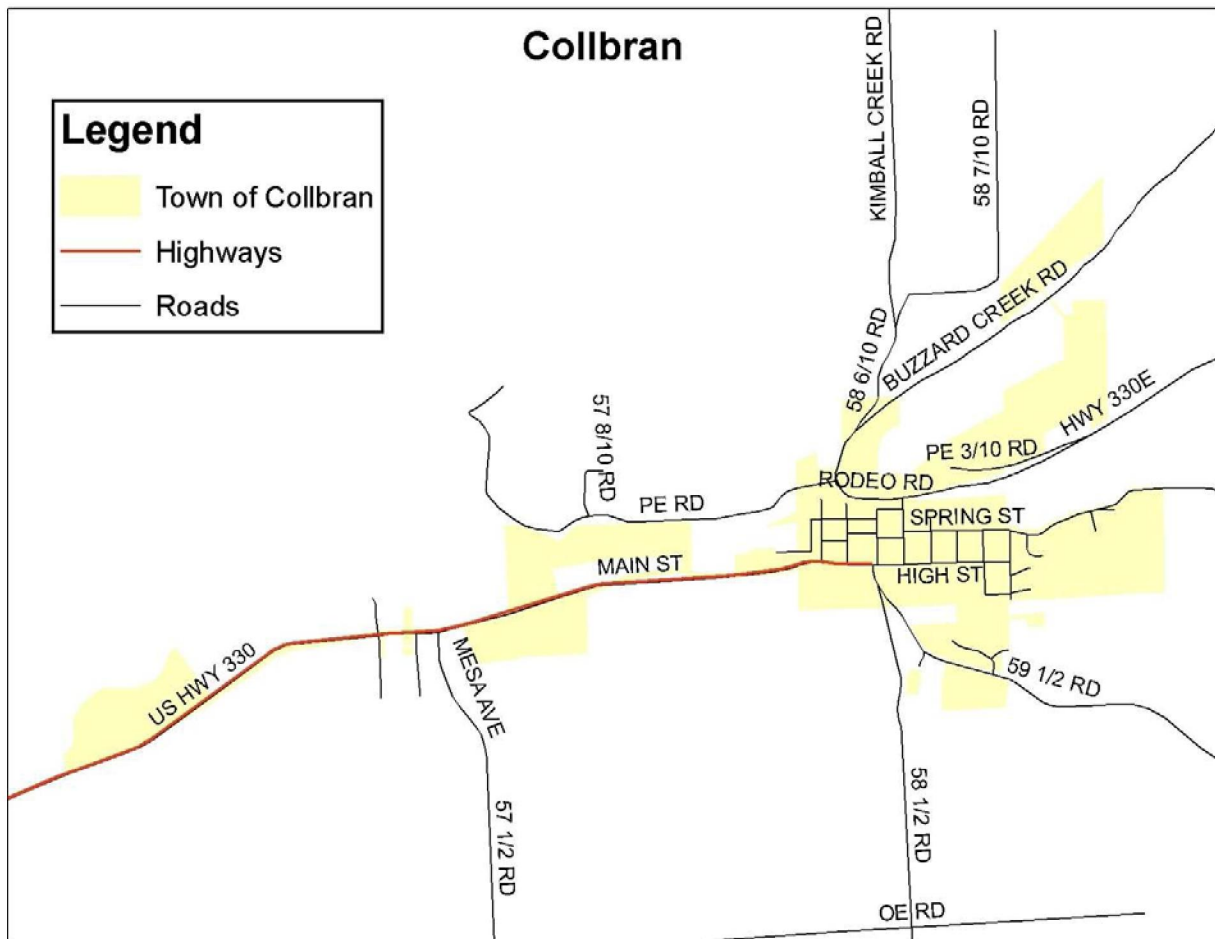 Collbran
Legend
Town of Collbran
Highways
Roads
KIMBALL CREEK RD
58 7/10 RD
BUZZARD CREEK RD
58 6/10 RD
HWY 330E
PE 3/10 RD
57 8/10 RD
RODEO RD
PE RD
SPRING ST
MAIN ST
HIGH ST
US HWY 330
MESA AVE
59 1/2 RD
57 1/2 RD
58 1/2 RD
OE RD